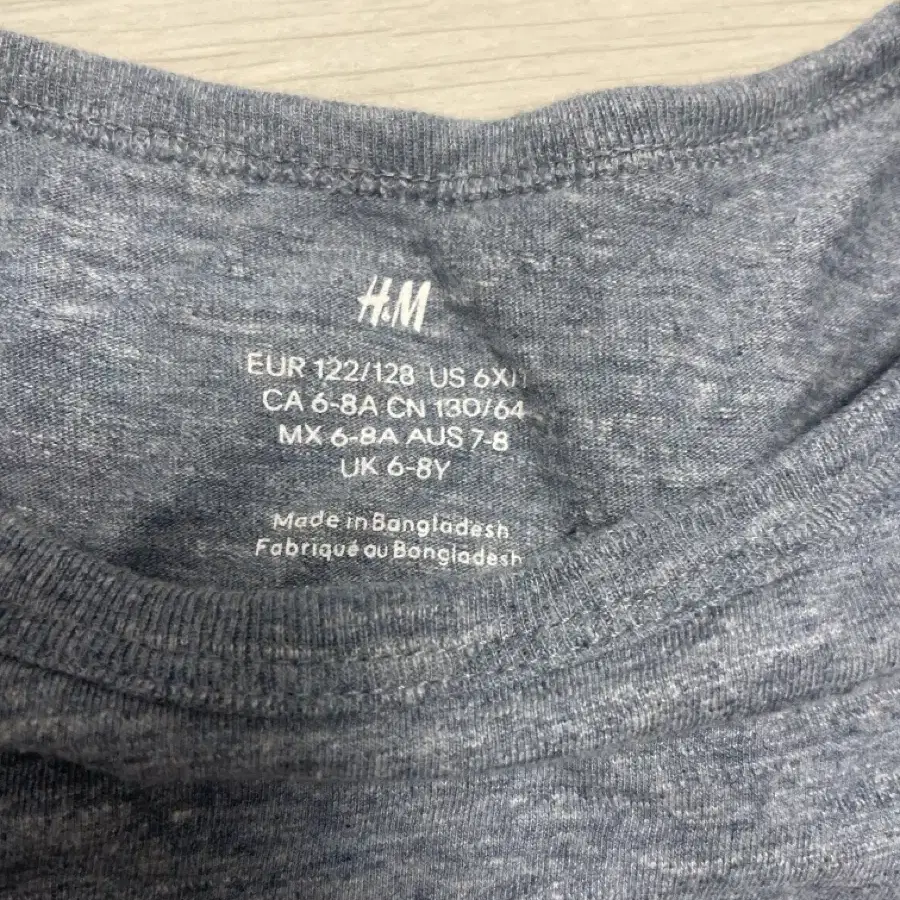 H&M
EUR 122/128 US
CA 6-8A CN 130/64
MX 6-8A AUS 7-8
UK 6-8Y
Made in Bangladesh
Fabriqué au Bangladesh